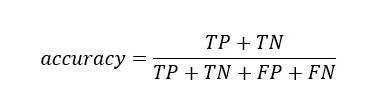 accuracy = TP + TN / TP + TN + FP + FN